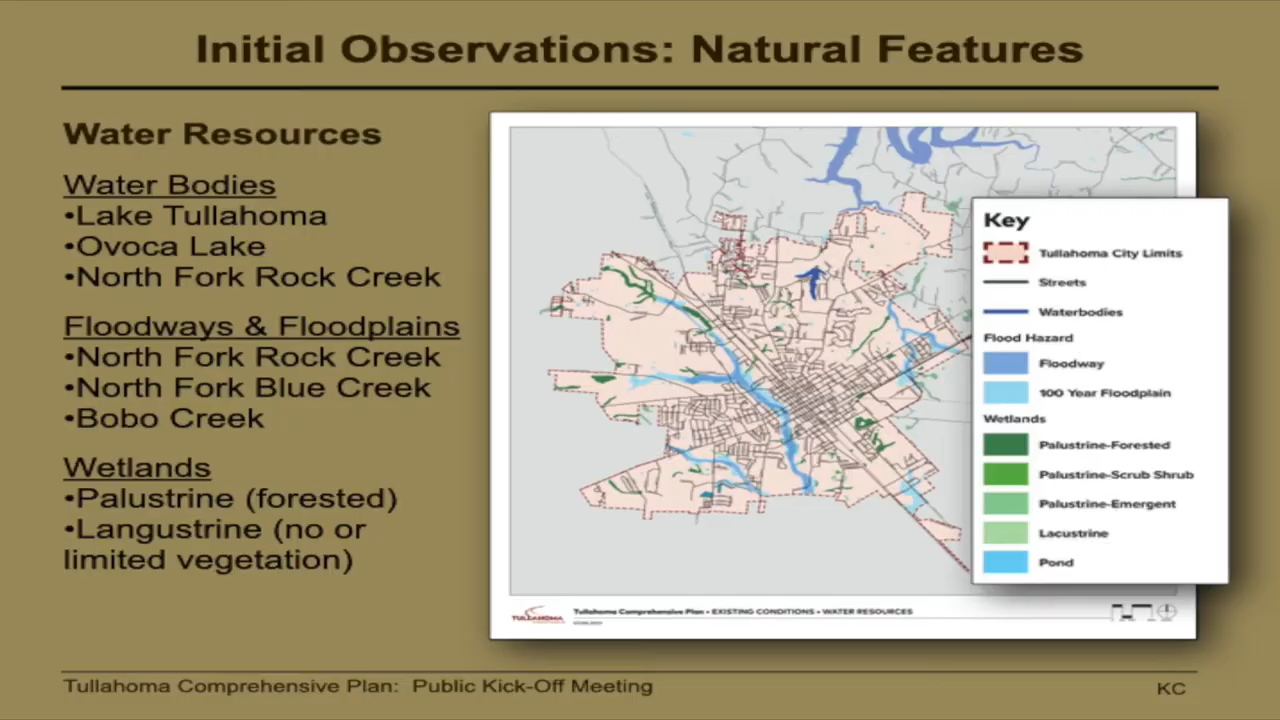 Initial Observations: Natural Features
Water Resources
Water Bodies
•Lake Tullahoma
•Ovoca Lake
•North Fork Rock Creek
Floodways & Floodplains
•North Fork Rock Creek
•North Fork Blue Creek
•Bobo Creek
Wetlands
•Palustrine (forested)
•Langustrine (no or
limited vegetation)
Key
Tullahoma City Limits
Streets
Waterbodies
Flood Hazard
Floodway
100 Year Floodplain
Wetlands
Palustrine-Forested
Palustrine-Scrub Shrub
Palustrine-Emergent
Lacustrine
Pond
TULLAHOMA
Tullahoma Comprehensive Plan • EXISTING CONDITIONS • WATER RESOURCES
Tullahoma Comprehensive Plan: Public Kick-Off Meeting
KC